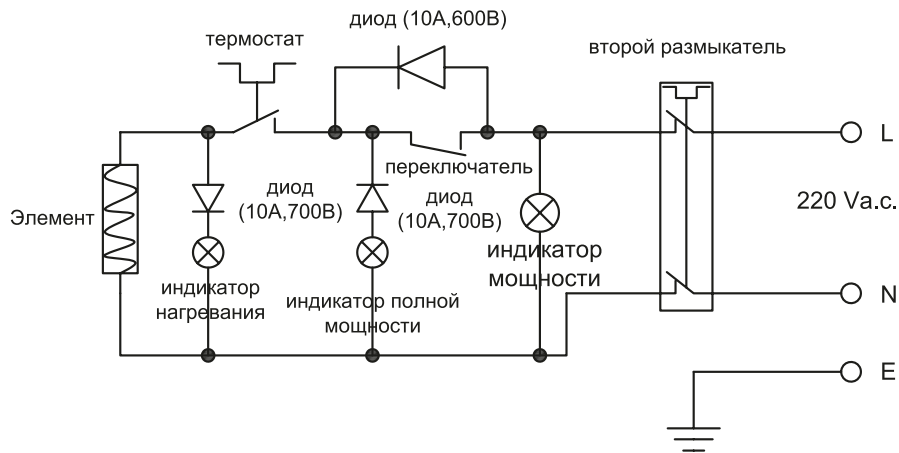 диод (10А,600В)
термостат
второй размыкатель
L
переключатель
Элемент
диод
(10А,700В)
диод
(10А,700В)
220 Va.c.
индикатор
мощности
индикатор
нагревания
индикатор полной
мощности
N
E